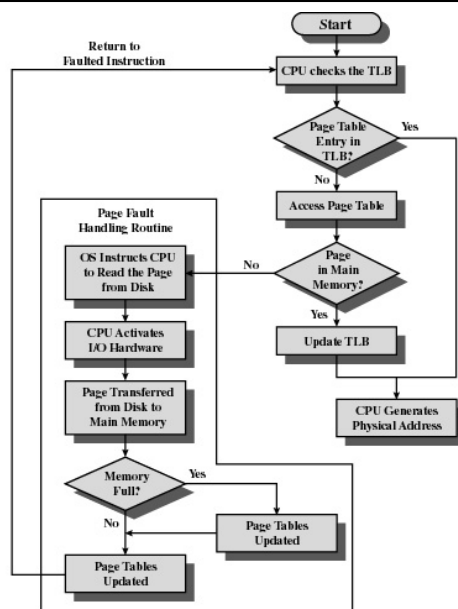 Start
Return to
Faulted Instruction
CPU checks the TLB
Page Table
Entry in
TLB?
Yes
No
Access Page Table
Page Fault
Handling Routine
OS Instructs CPU
to Read the Page
from Disk
No
Page
in Main
Memory?
Yes
CPU Activates
I/O Hardware
Update TLB
Page Transferred
from Disk to
Main Memory
CPU Generates
Physical Address
Memory
Full?
Yes
No
Page Tables
Updated
Page Tables
Updated